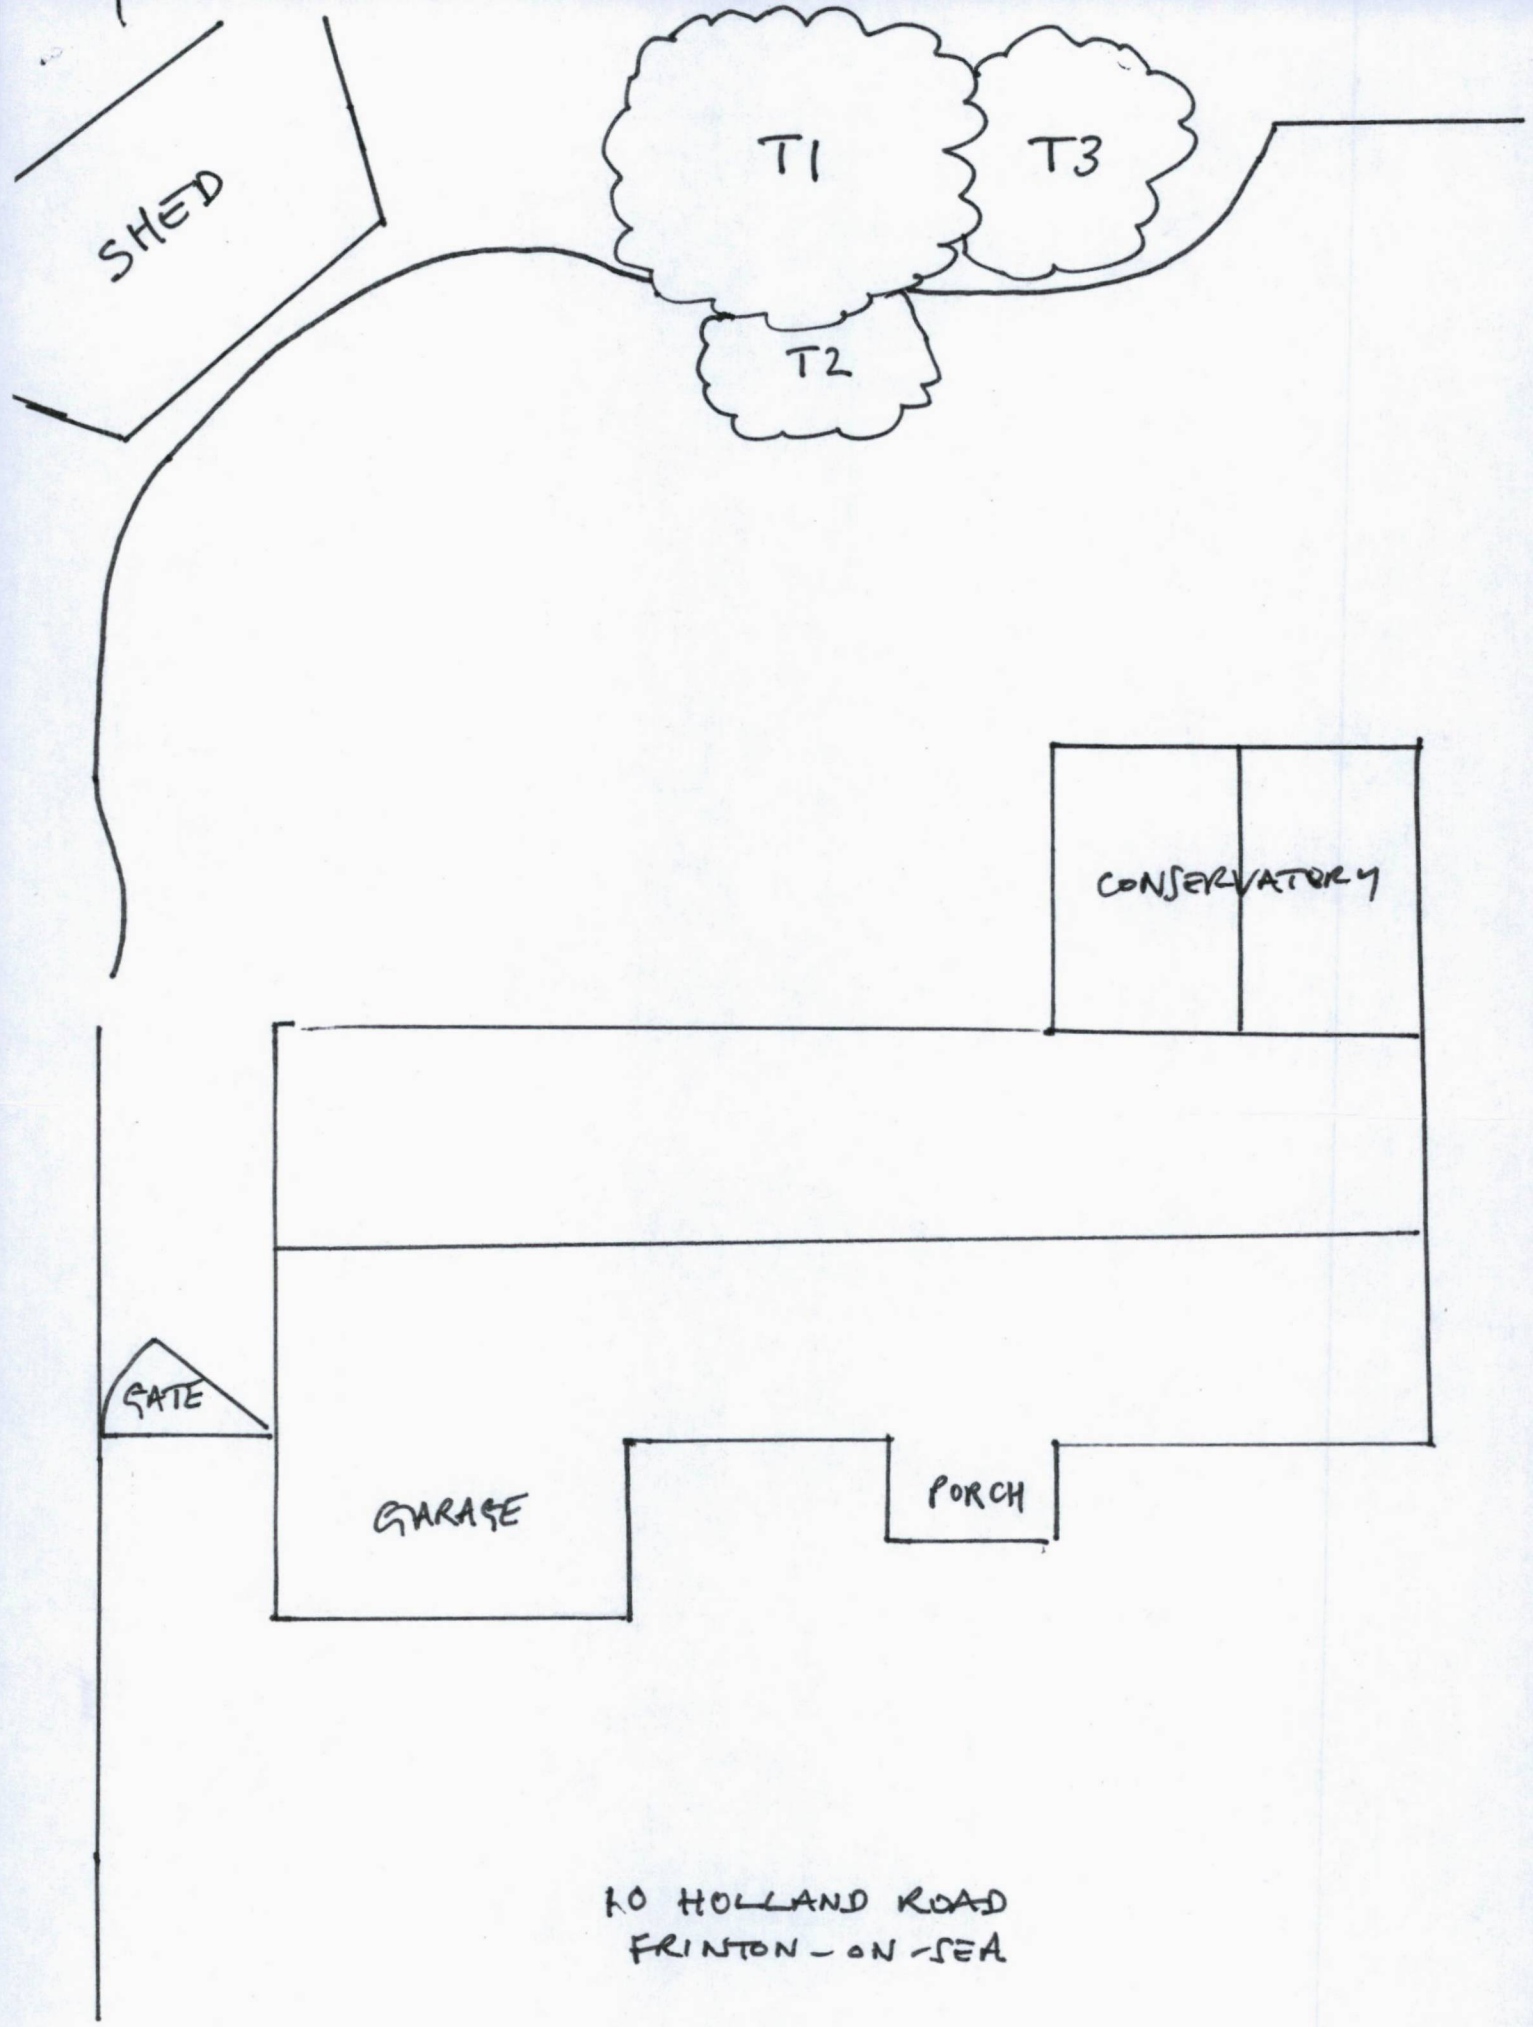 SHED
T1
T3
T2
CONSERVATORY
GATE
GARAGE
PORCH
10 HOLLAND ROAD
FRINTON-ON-SEA